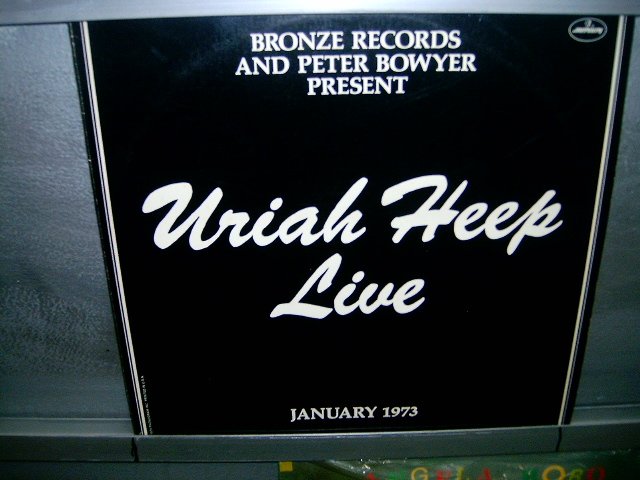 BRONZE RECORDS
AND PETER BOWYER
PRESENT
Uriah Heep
Live
JANUARY 1973